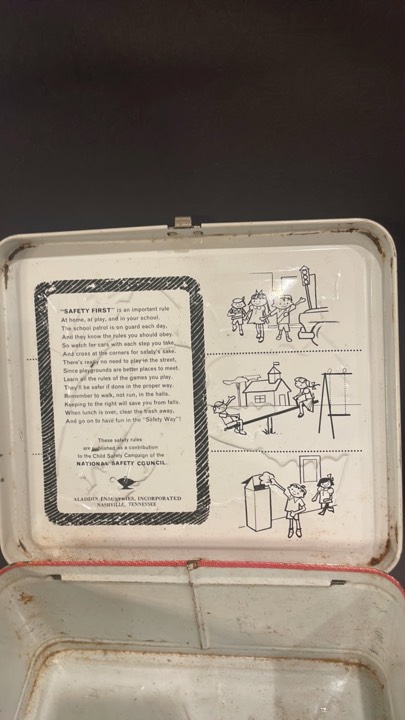 "SAFETY FIRST" is an important rule
At home, at play, and in your school.
The school patrol is on guard each day,
And they know the rules you should obey.
So watch for cars with each step you take,
And cross at the corners for safety's sake.
There's really no need to play in the street,
Since playgrounds are better places to meet.
Learn all the rules of the games you play.
They'll be safer if done in the proper way.
Remember to walk, not run, in the halls.
Keeping to the right will save you from falls.
When lunch is over, clear the trash away,
And go on to have fun in the "Safety Way"!
These safety rules
are published as a contribution
to the Child Safety Campaign of the
NATIONAL SAFETY COUNCIL.
ALADDIN INDUSTRIES, INCORPORATED
NASHVILLE, TENNESSEE